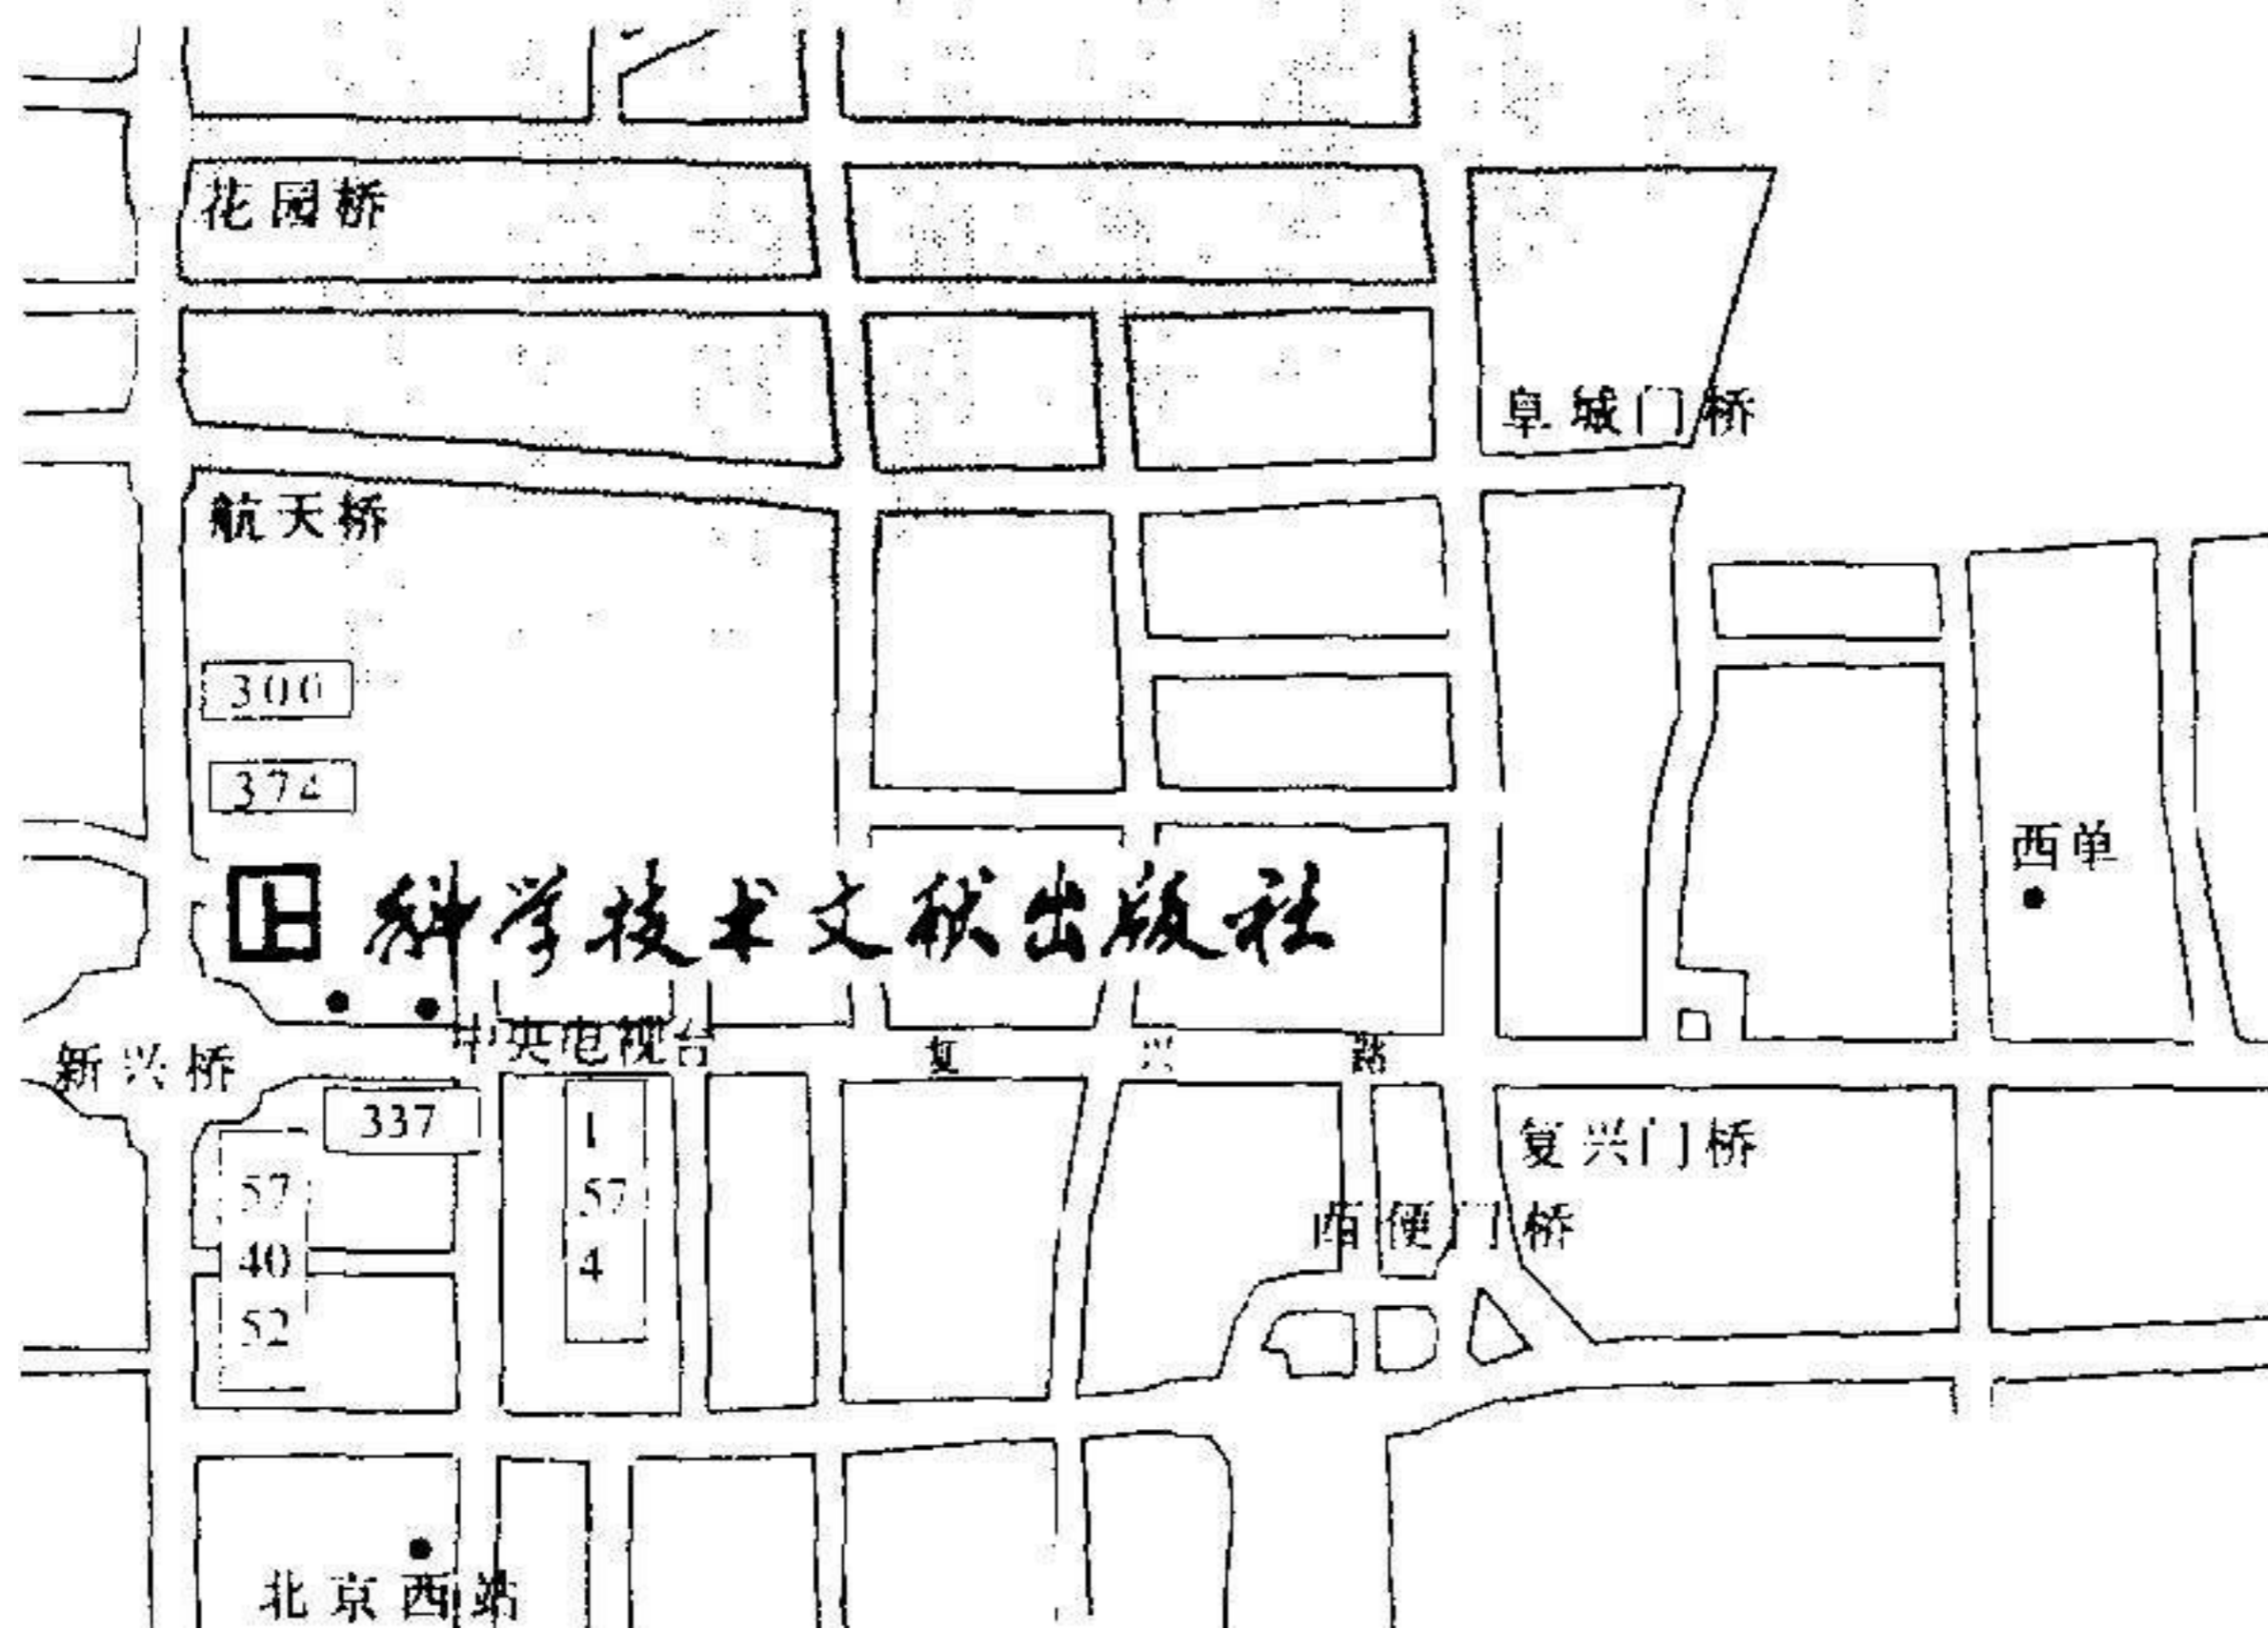 花园桥
阜城门桥
航天桥
300
374
西单
科学技术文献出版社
中央电视台
新兴桥
复兴路
337
1
57
4
57
40
52
复兴门桥
西便门桥
北京西站